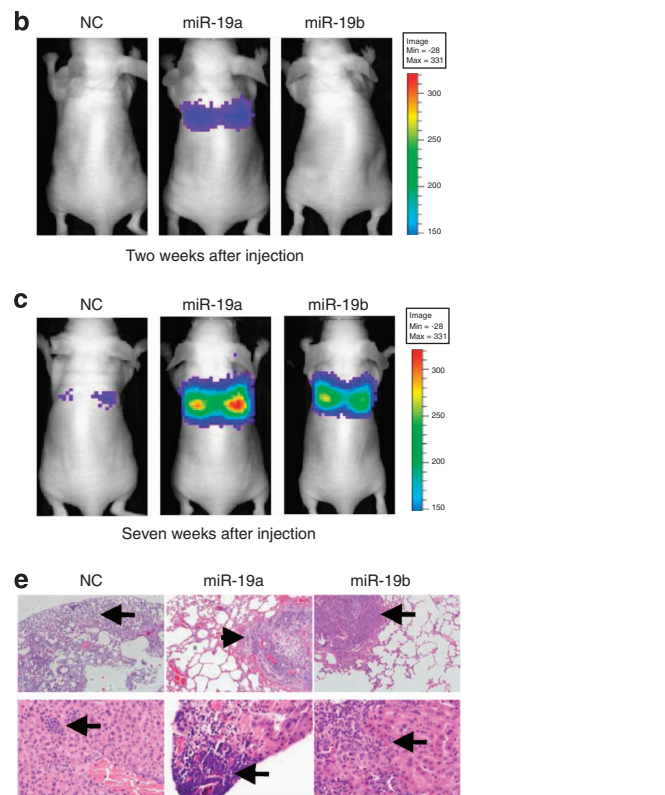 b
NC miR-19a miR-19b
Image
Min = -28
Max = 331
300
250
200
150
Two weeks after injection
c
NC miR-19a miR-19b
Image
Min = -28
Max = 331
300
250
200
150
Seven weeks after injection
e
NC miR-19a miR-19b